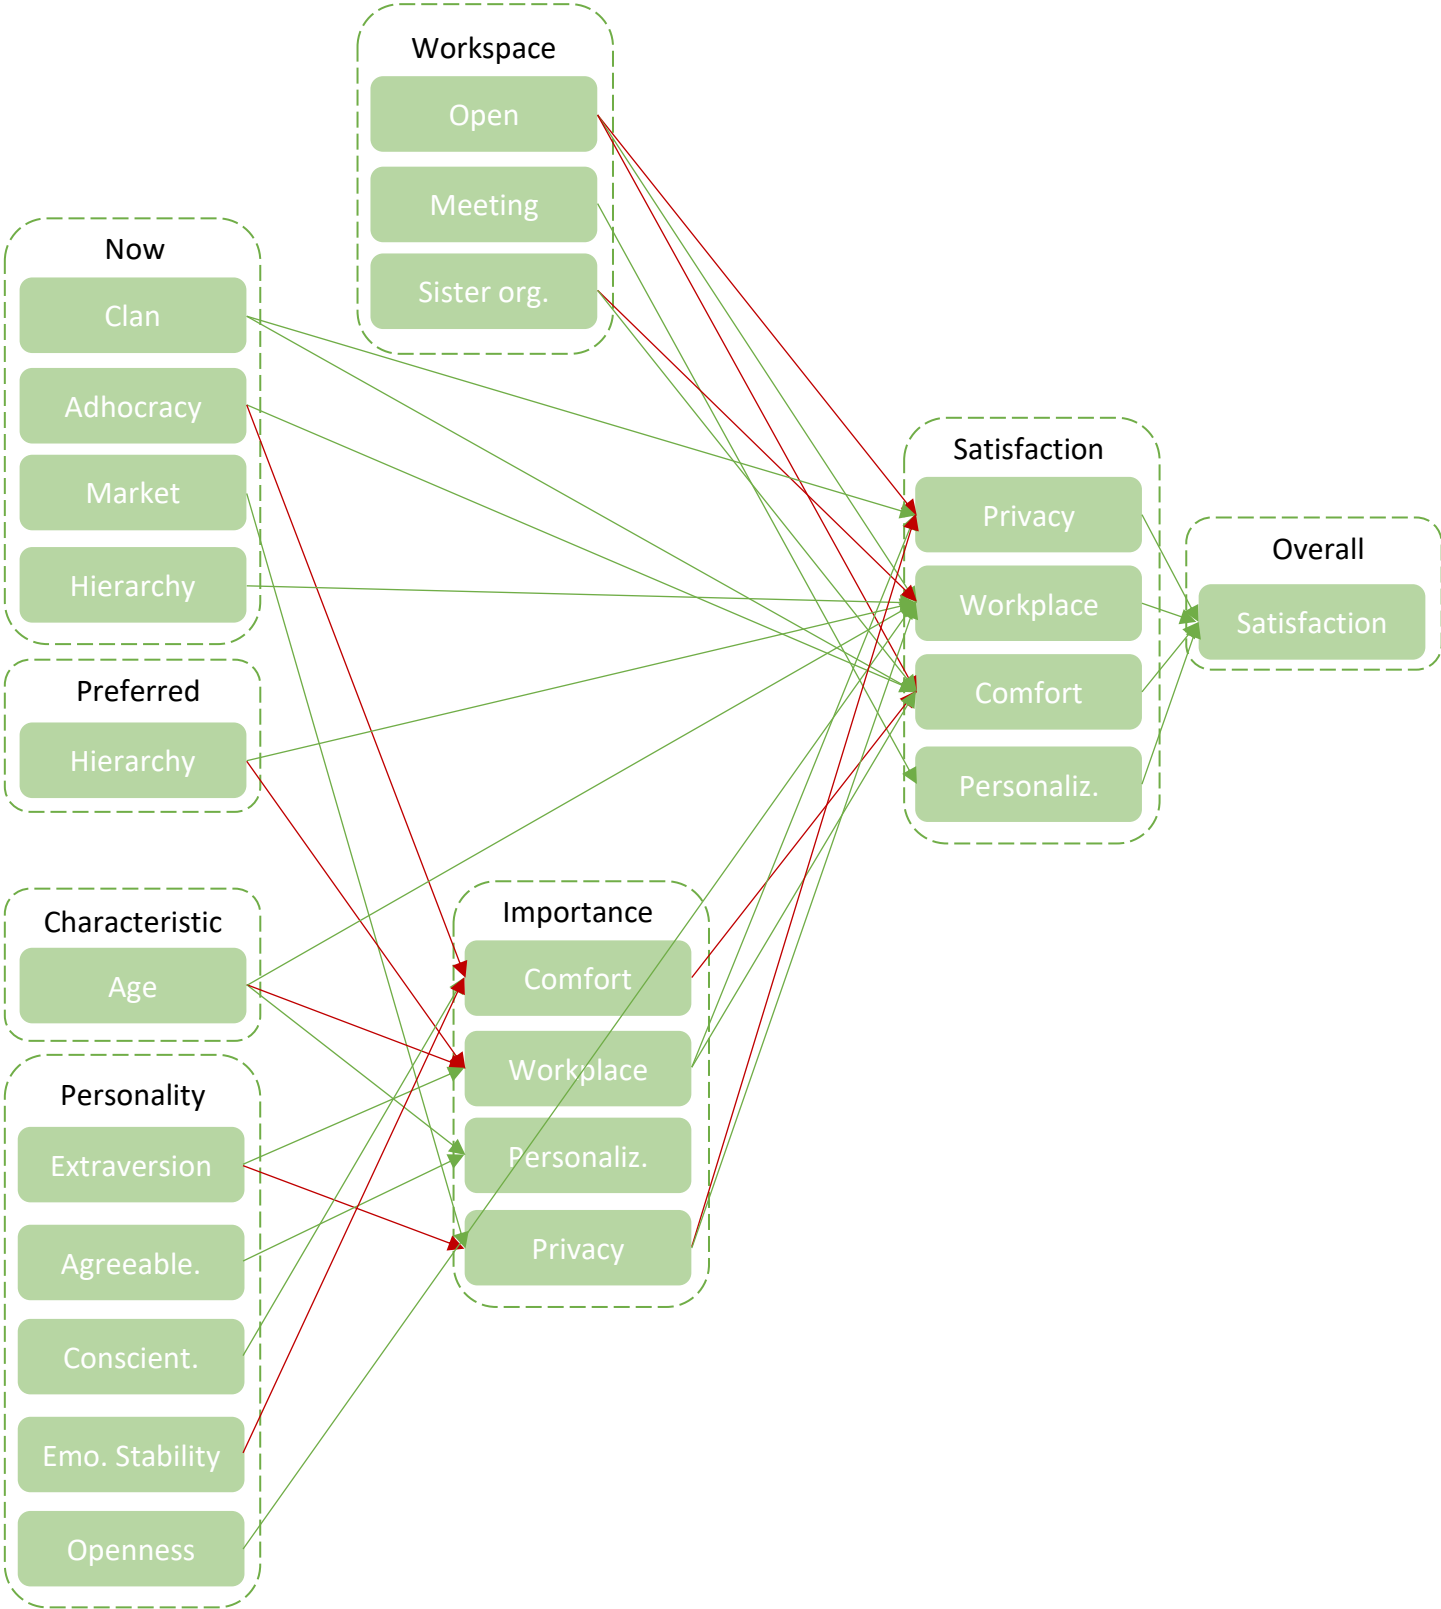 Workspace
Open
Meeting
Sister org.
Now
Clan
Adhocracy
Market
Hierarchy
Preferred
Hierarchy
Characteristic
Age
Personality
Extraversion
Agreeable.
Conscient.
Emo. Stability
Openness
Importance
Comfort
Workplace
Personaliz.
Privacy
Satisfaction
Privacy
Workplace
Comfort
Personaliz.
Overall
Satisfaction